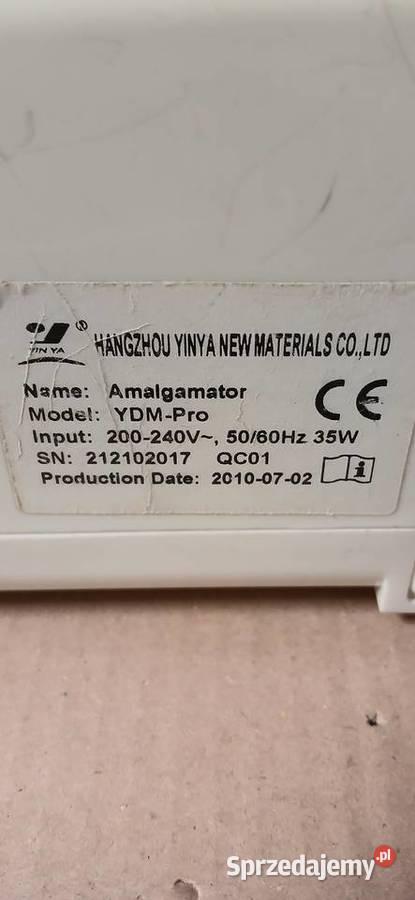 YIN YA ® HANGZHOU YINYA NEW MATERIALS CO.,LTD
Name: Amalgamator
Model: YDM-Pro
Input: 200-240V~, 50/60Hz 35W
SN: 212102017 QC01
Production Date: 2010-07-02
CE
i
Sprzedajemy.pl